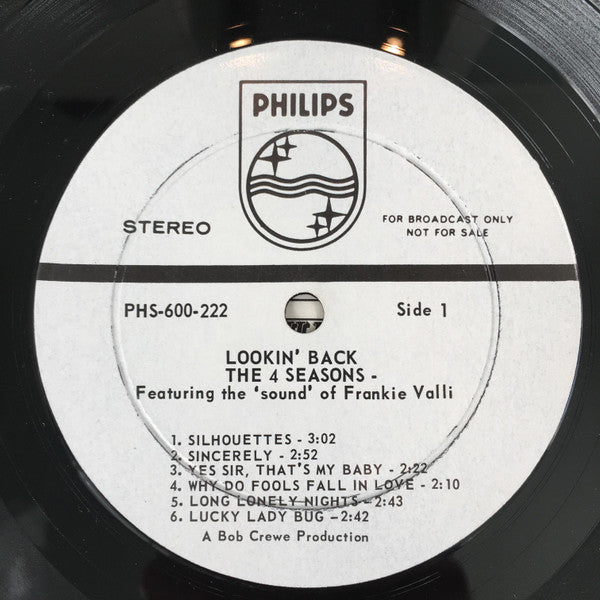 PHILIPS
STEREO
FOR BROADCAST ONLY
NOT FOR SALE
PHS-600-222
Side 1
LOOKIN' BACK
THE 4 SEASONS -
Featuring the 'sound' of Frankie Valli
1. SILHOUETTES - 3:02
2. SINCERELY - 2:52
3. YES SIR, THAT'S MY BABY - 2:22
4. WHY DO FOOLS FALL IN LOVE - 2:10
5. LONG LONELY NIGHTS - 2:43
6. LUCKY LADY BUG - 2:42
A Bob Crewe Production